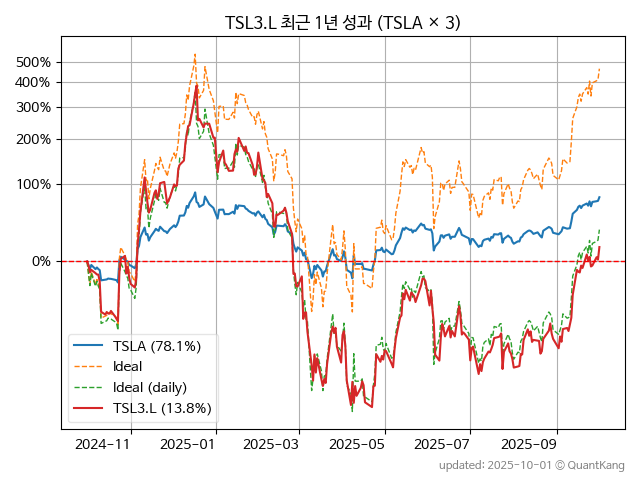 TSL3.L 최근 1년 성과 (TSLA × 3)
500%
400%
300%
200%
100%
0%
TSLA (78.1%)
Ideal
Ideal (daily)
TSL3.L (13.8%)
2024-11
2025-01
2025-03
2025-05
2025-07
2025-09
updated: 2025-10-01 © QuantKang